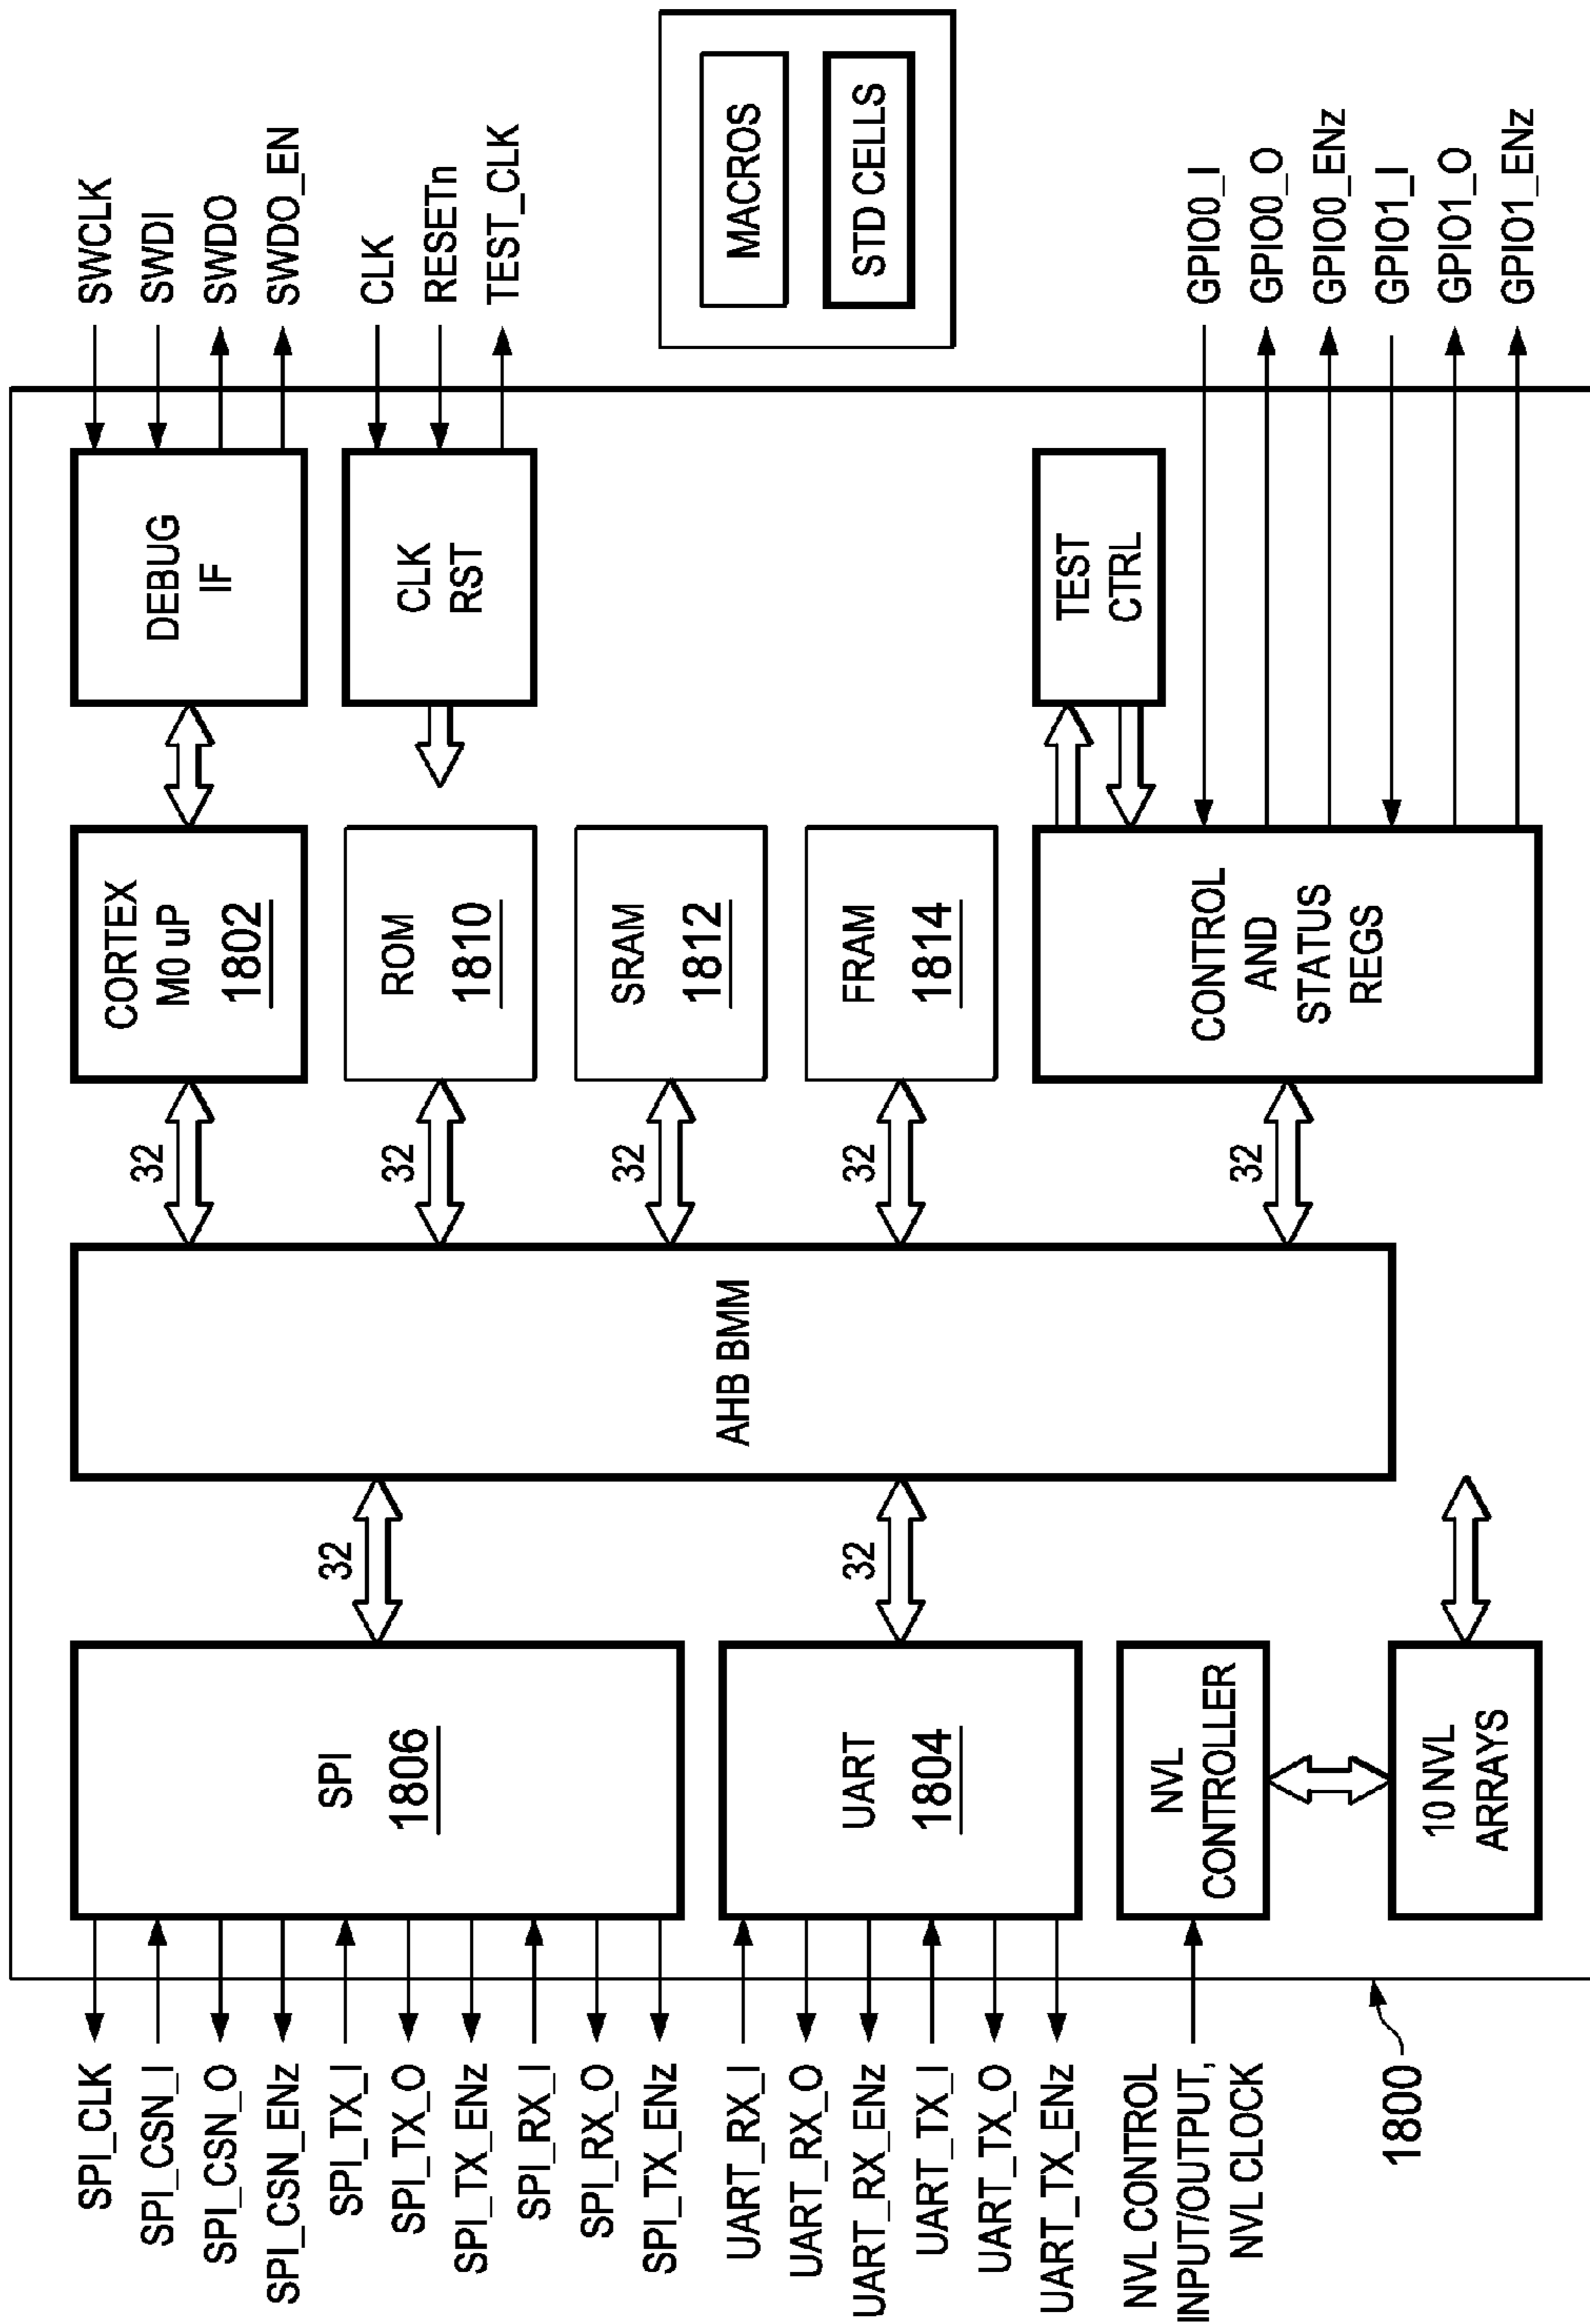 SPI_CLK
SPI_CSN_I
SPI_CSN_O
SPI_CSN_ENz
SPI_TX_I
SPI_TX_O
SPI_TX_ENz
SPI_RX_I
SPI_RX_O
SPI_TX_ENz
UART_RX_I
UART_RX_O
UART_RX_ENz
UART_TX_I
UART_TX_O
UART_TX_ENz
NVL CONTROL
INPUT/OUTPUT,
NVL CLOCK
1800
SPI
1806
UART
1804
NVL
CONTROLLER
10 NVL
ARRAYS
32
32
AHB BMM
32
32
32
32
32
CORTEX
M0 uP
1802
ROM
1810
SRAM
1812
FRAM
1814
CONTROL
AND
STATUS
REGS
DEBUG
IF
CLK
RST
TEST
CTRL
SWCLK
SWDI
SWDO
SWDO_EN
CLK
RESETn
TEST_CLK
GPIO0_I
GPIO0_O
GPIO0_ENz
GPIO1_I
GPIO1_O
GPIO1_ENz
MACROS
STD CELLS